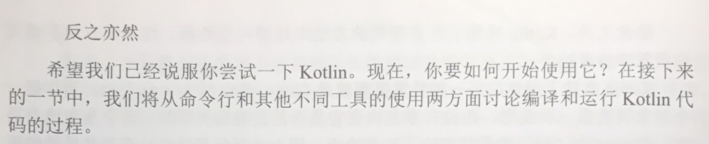 反之亦然
希望我们已经说服你尝试一下 Kotlin。现在，你要如何开始使用它？在接下来
的一节中，我们将从命令行和其他不同工具的使用两方面讨论编译和运行 Kotlin 代
码的过程。